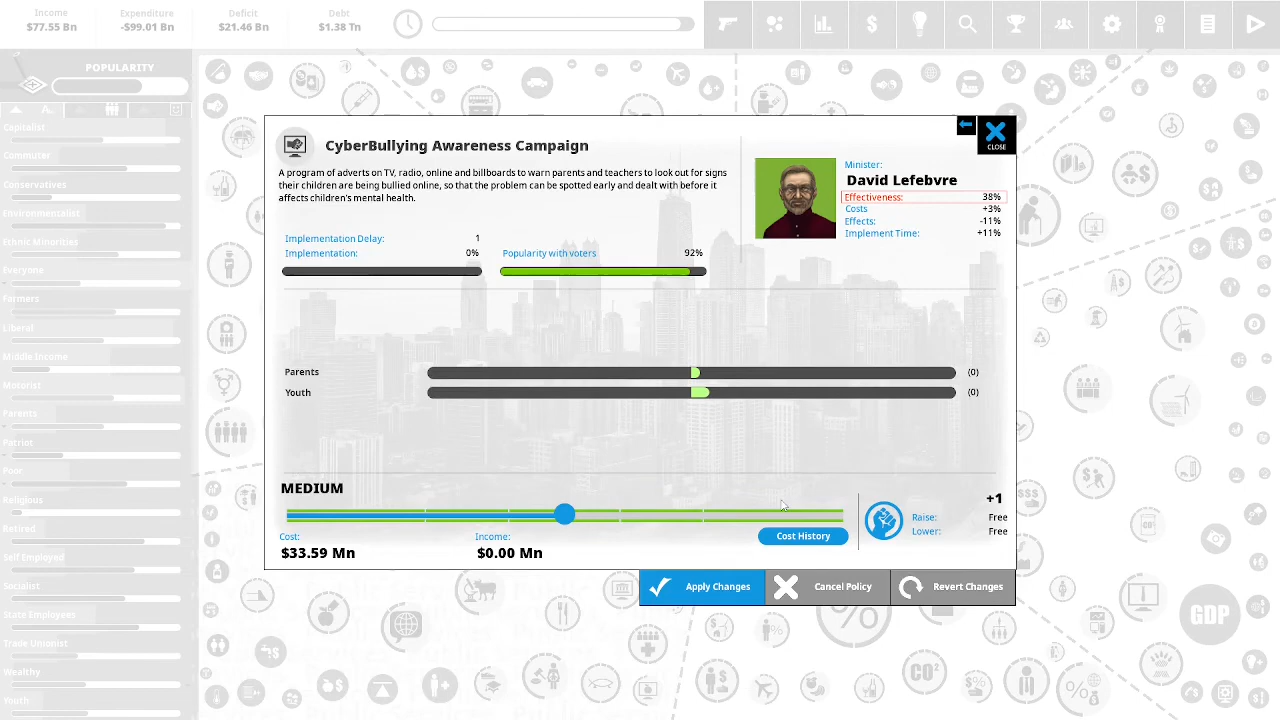 Income
$77.55 Bn
Expenditure
-$99.01 Bn
Deficit
$21.46 Bn
Debt
$1.38 Tn
POPULARITY
Capitalist
Commuter
Conservatives
Environmentalist
Ethnic Minorities
Everyone
Farmers
Liberal
Middle Income
Motorist
Parents
Patriot
Poor
Religious
Retired
Self Employed
Socialist
State Employees
Trade Unionist
Wealthy
Youth
CyberBullying Awareness Campaign
A program of adverts on TV, radio, online and billboards to warn parents and teachers to look out for signs
their children are being bullied online, so that the problem can be spotted early and dealt with before it
affects children's mental health.
Implementation Delay: 1
Implementation: 0%
Popularity with voters 92%
CLOSE
Minister:
David Lefebvre
Effectiveness: 38%
Costs +3%
Effects: -11%
Implement Time: +11%
Parents (0)
Youth (0)
MEDIUM
Cost:
$33.59 Mn
Income:
$0.00 Mn
Cost History
+1
Raise: Free
Lower: Free
Apply Changes
Cancel Policy
Revert Changes
GDP
CO²